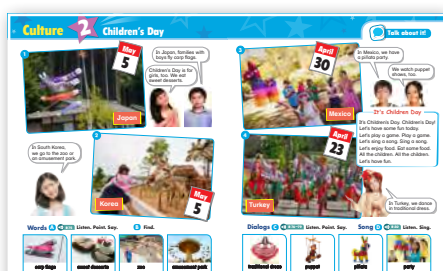 Culture 2 Children's Day
Talk about it!
1
May
5
Japan
In Japan, families with
boys fly carp flags.
Children's Day is for
girls, too. We eat
sweet desserts.
In South Korea,
we go to the zoo or
an amusement park.
3
Korea
May
5
3
April
30
Mexico
In Mexico, we have
a piñata party.
We watch puppet
shows, too.
4
April
23
Turkey
It's Children Day
It's Children's Day. Children's Day!
Let's have some fun today.
Let's play a game. Play a game.
Let's sing a song. Sing a song.
Let's enjoy food. Eat some food.
All the children. All the children.
Let's have fun.
In Turkey, we dance
in traditional dress.
Words A Listen. Point. Say.
B Find.
Dialogs C Listen. Point. Say.
Song D Listen. Sing.
carp flags
sweet desserts
zoo
amusement park
traditional dress
puppet
piñata
party